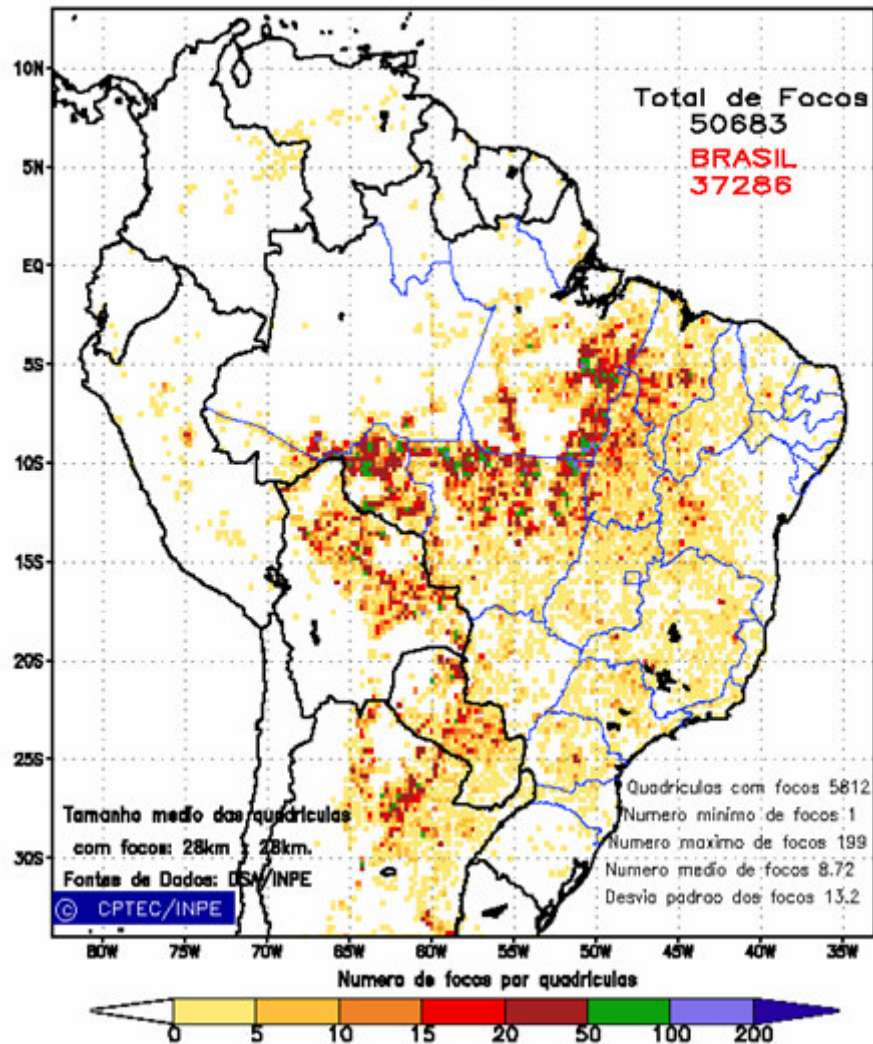 Total de Focos
50683
BRASIL
37286
10N
5N
EQ
5S
10S
15S
20S
25S
30S
Quadriculas com focos 5812
Numero minimo de focos 1
Numero maximo de focos 199
Numero medio de focos 8.72
Desvio padrao dos focos 13.2
Tamanho medio das quadriculas
com focos: 28km x 28km.
Fontes de Dados: DSA/INPE
© CPTEC/INPE
80W 75W 70W 65W 60W 55W 50W 45W 40W 35W
Numero de focos por quadriculas
0 5 10 15 20 50 100 200